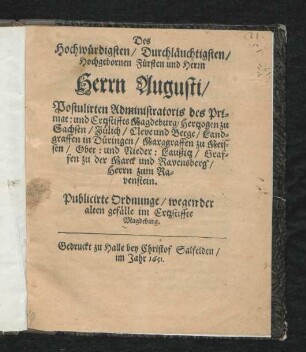 Des
Hochwürdigsten/ Durchläuchtigsten/
Hochgebornen Fürsten und Herrn
Herrn Augusti/
Postulirten Administratoris des Pri-
mat: und Ertzstiffts Magdeburg/ Hertzogen zu
Sachsen/ Jülich/ Cleve und Berge/ Land-
graffen in Düringen/ Marggraffen zu Meis-
sen/ Ober: und Nieder: Laußitz/ Graf-
fen zu der Marck und Ravensberg/
Herrn zum Ra-
venstein.
Publicirte Ordnunge/ wegen der
alten gefälle im Ertzstiffte
Magdeburg.
Gedruckt zu Halle bey Christof Salfelden/
im Jahr 1651.